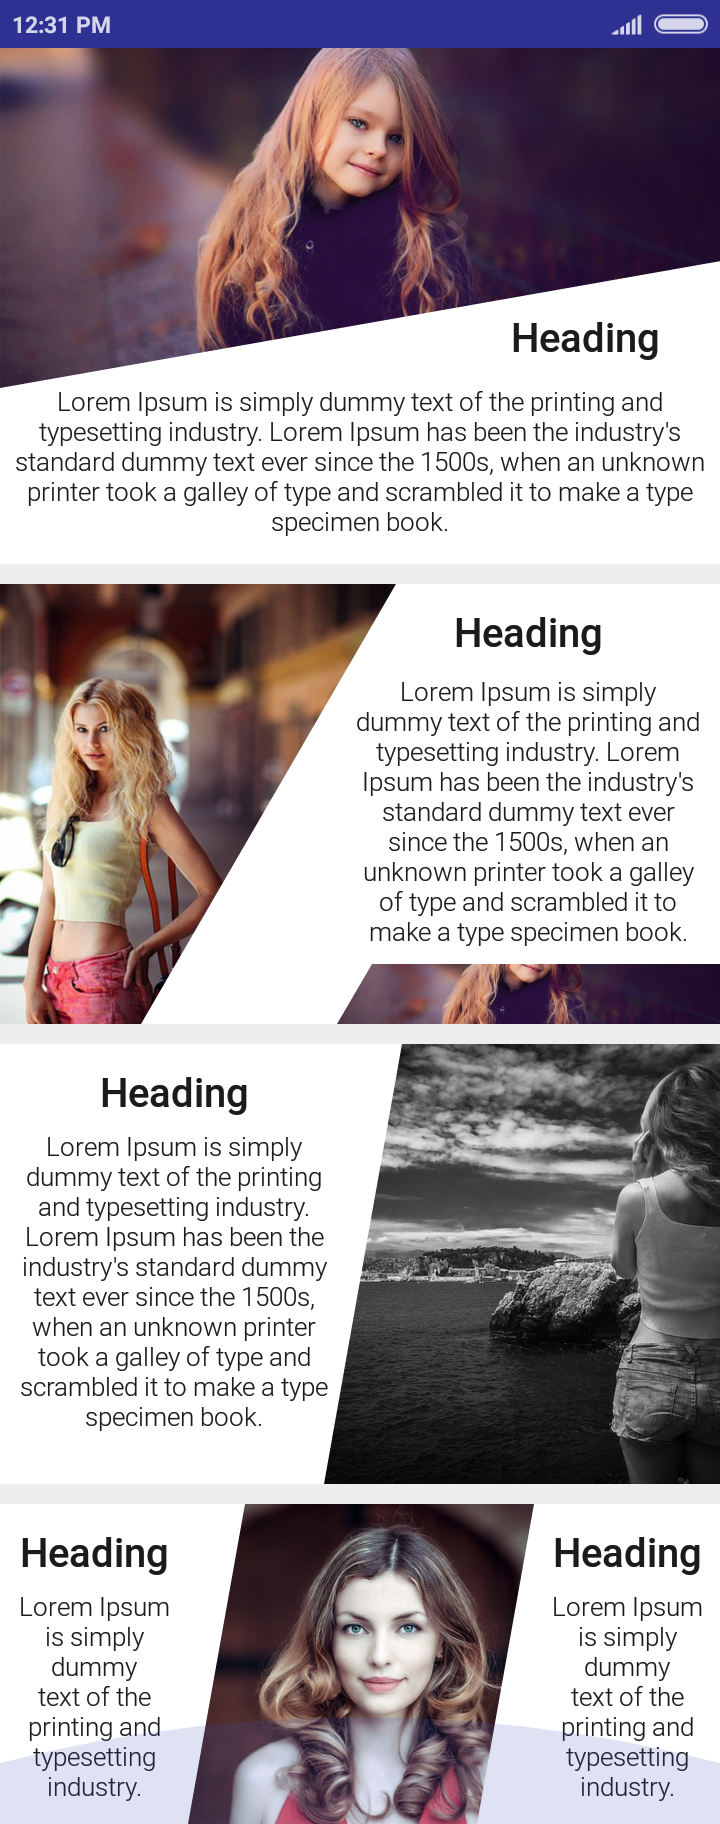 12:31 PM
Heading
Lorem Ipsum is simply dummy text of the printing and
typesetting industry. Lorem Ipsum has been the industry's
standard dummy text ever since the 1500s, when an unknown
printer took a galley of type and scrambled it to make a type
specimen book.
Heading
Lorem Ipsum is simply
dummy text of the printing and
typesetting industry. Lorem
Ipsum has been the industry's
standard dummy text ever
since the 1500s, when an
unknown printer took a galley
of type and scrambled it to
make a type specimen book.
Heading
Lorem Ipsum is simply
dummy text of the printing
and typesetting industry.
Lorem Ipsum has been the
industry's standard dummy
text ever since the 1500s,
when an unknown printer
took a galley of type and
scrambled it to make a type
specimen book.
Heading
Lorem Ipsum
is simply
dummy
text of the
printing and
typesetting
industry.
Heading
Lorem Ipsum
is simply
dummy
text of the
printing and
typesetting
industry.